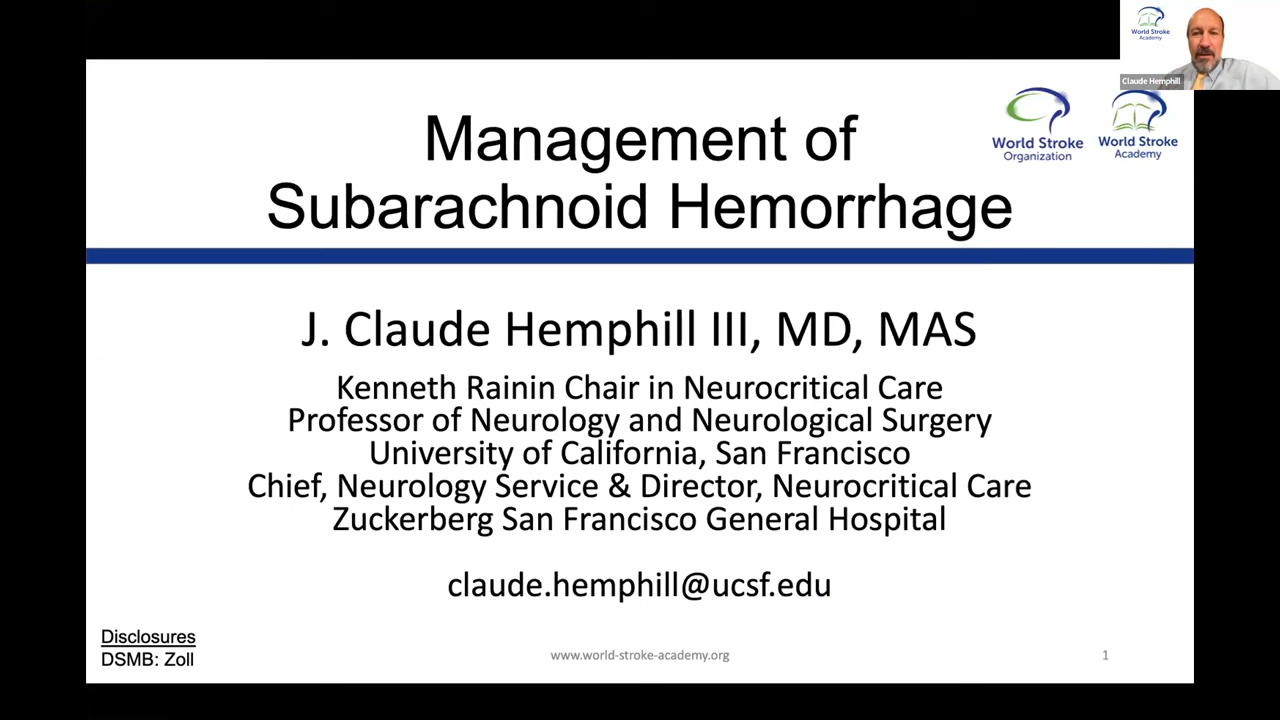 World Stroke
Academy
Claude Hemphill
Management of
Subarachnoid Hemorrhage
World Stroke
Organization
World Stroke
Academy
J. Claude Hemphill III, MD, MAS
Kenneth Rainin Chair in Neurocritical Care
Professor of Neurology and Neurological Surgery
University of California, San Francisco
Chief, Neurology Service & Director, Neurocritical Care
Zuckerberg San Francisco General Hospital
claude.hemphill@ucsf.edu
Disclosures
DSMB: Zoll
www.world-stroke-academy.org
1